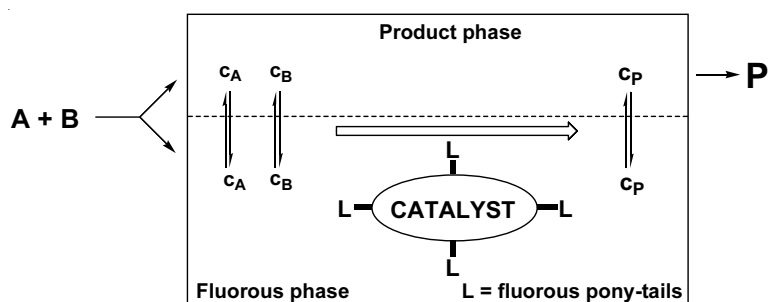 Product phase
c_A c_B c_P
A + B P
c_A c_B c_P
L
L CATALYST L
L
Fluorous phase L = fluorous pony-tails